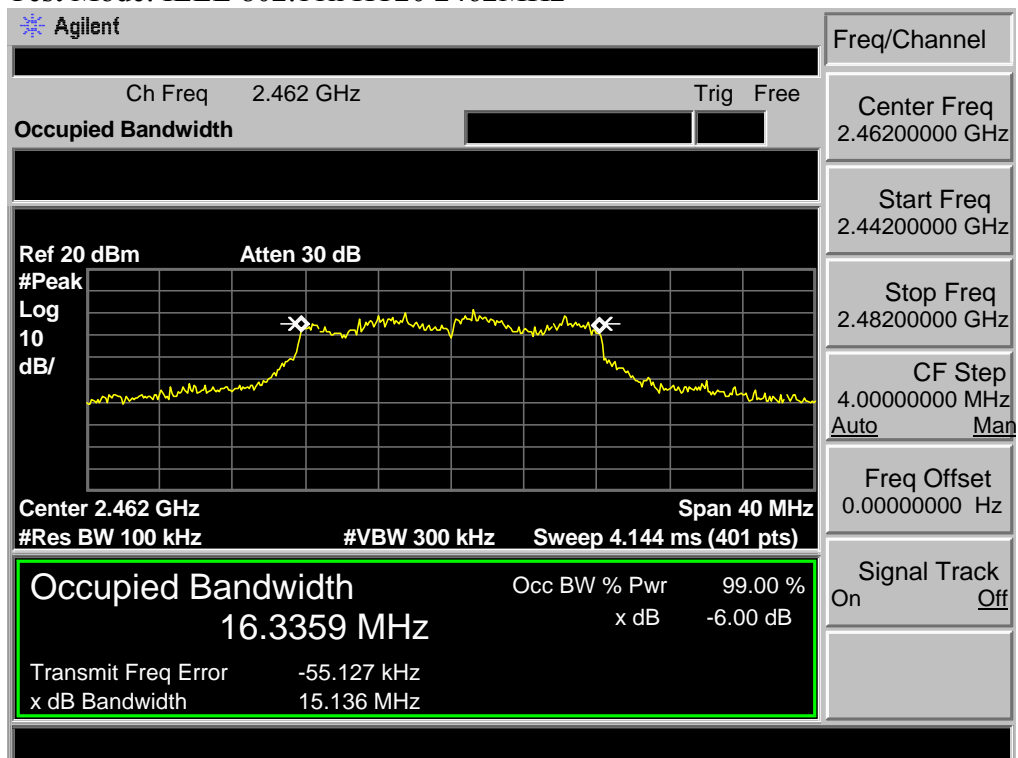 Agilent
Freq/Channel
Ch Freq 2.462 GHz Trig Free
Occupied Bandwidth
Center Freq
2.46200000 GHz
Start Freq
2.44200000 GHz
Stop Freq
2.48200000 GHz
CF Step
4.00000000 MHz
Auto Man
Freq Offset
0.00000000 Hz
Signal Track
On Off
Ref 20 dBm Atten 30 dB
#Peak
Log
10
dB/
Center 2.462 GHz Span 40 MHz
#Res BW 100 kHz #VBW 300 kHz Sweep 4.144 ms (401 pts)
Occupied Bandwidth Occ BW % Pwr 99.00 %
16.3359 MHz x dB -6.00 dB
Transmit Freq Error -55.127 kHz
x dB Bandwidth 15.136 MHz